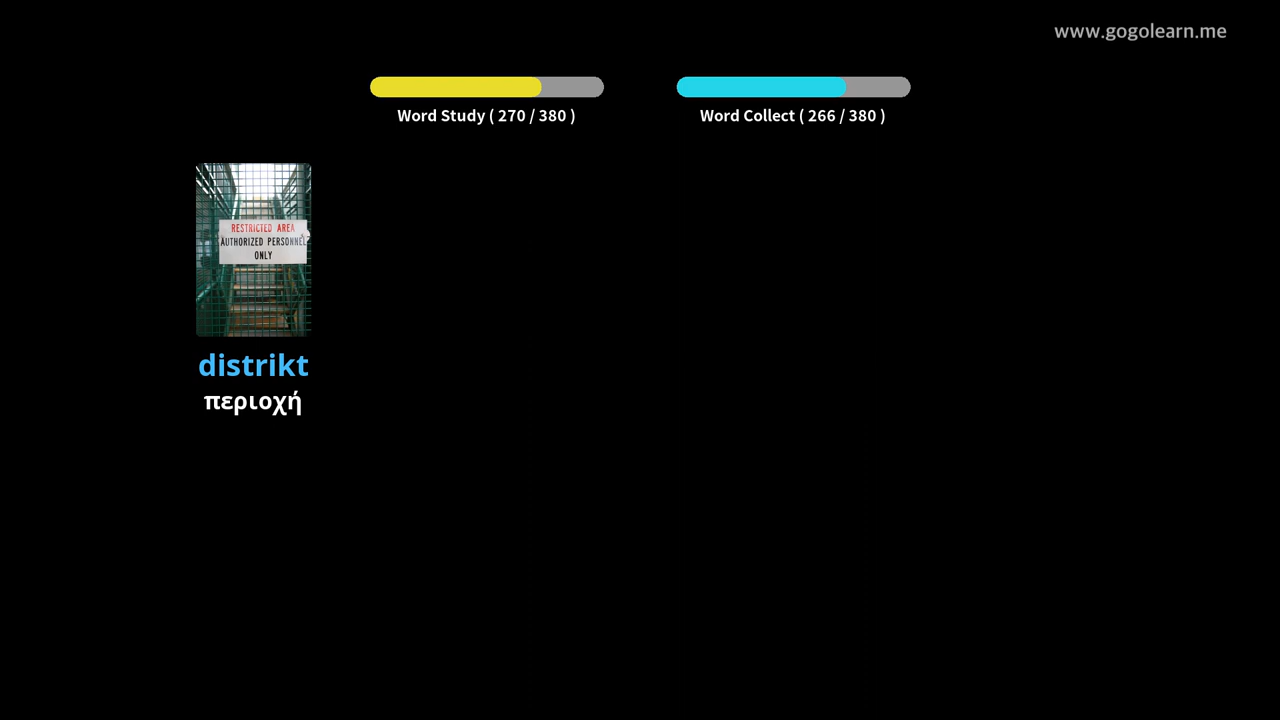 www.gogolearn.me
Word Study ( 270 / 380 )
Word Collect ( 266 / 380 )
RESTRICTED AREA
AUTHORIZED PERSONNEL
ONLY
distrikt
περιοχή